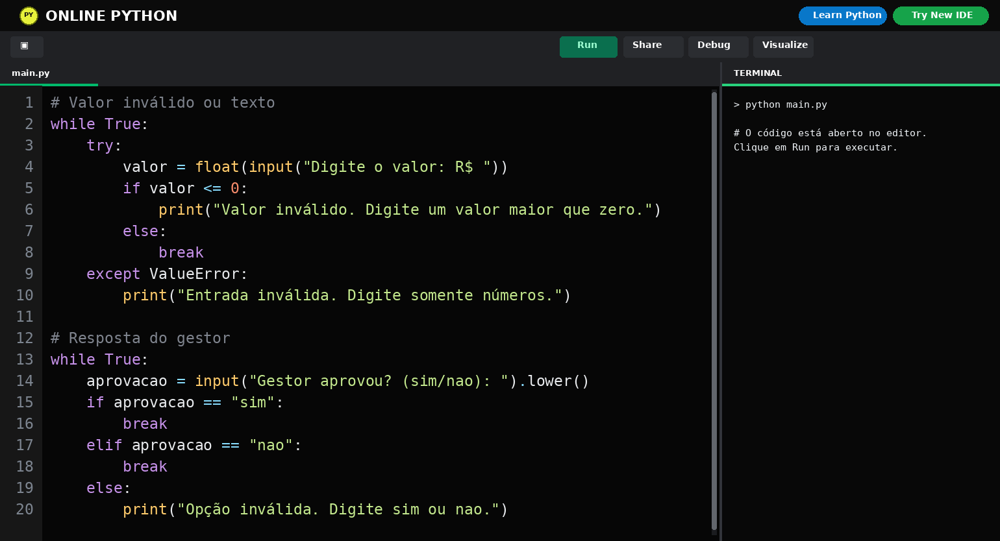 PY ONLINE PYTHON Learn Python Try New IDE
▣ Run Share Debug Visualize
main.py
1 # Valor inválido ou texto
2 while True:
3     try:
4         valor = float(input("Digite o valor: R$ "))
5         if valor <= 0:
6             print("Valor inválido. Digite um valor maior que zero.")
7         else:
8             break
9     except ValueError:
10         print("Entrada inválida. Digite somente números.")
11
12 # Resposta do gestor
13 while True:
14     aprovacao = input("Gestor aprovou? (sim/nao): ").lower()
15     if aprovacao == "sim":
16         break
17     elif aprovacao == "nao":
18         break
19     else:
20         print("Opção inválida. Digite sim ou nao.")
TERMINAL
> python main.py
# O código está aberto no editor.
Clique em Run para executar.